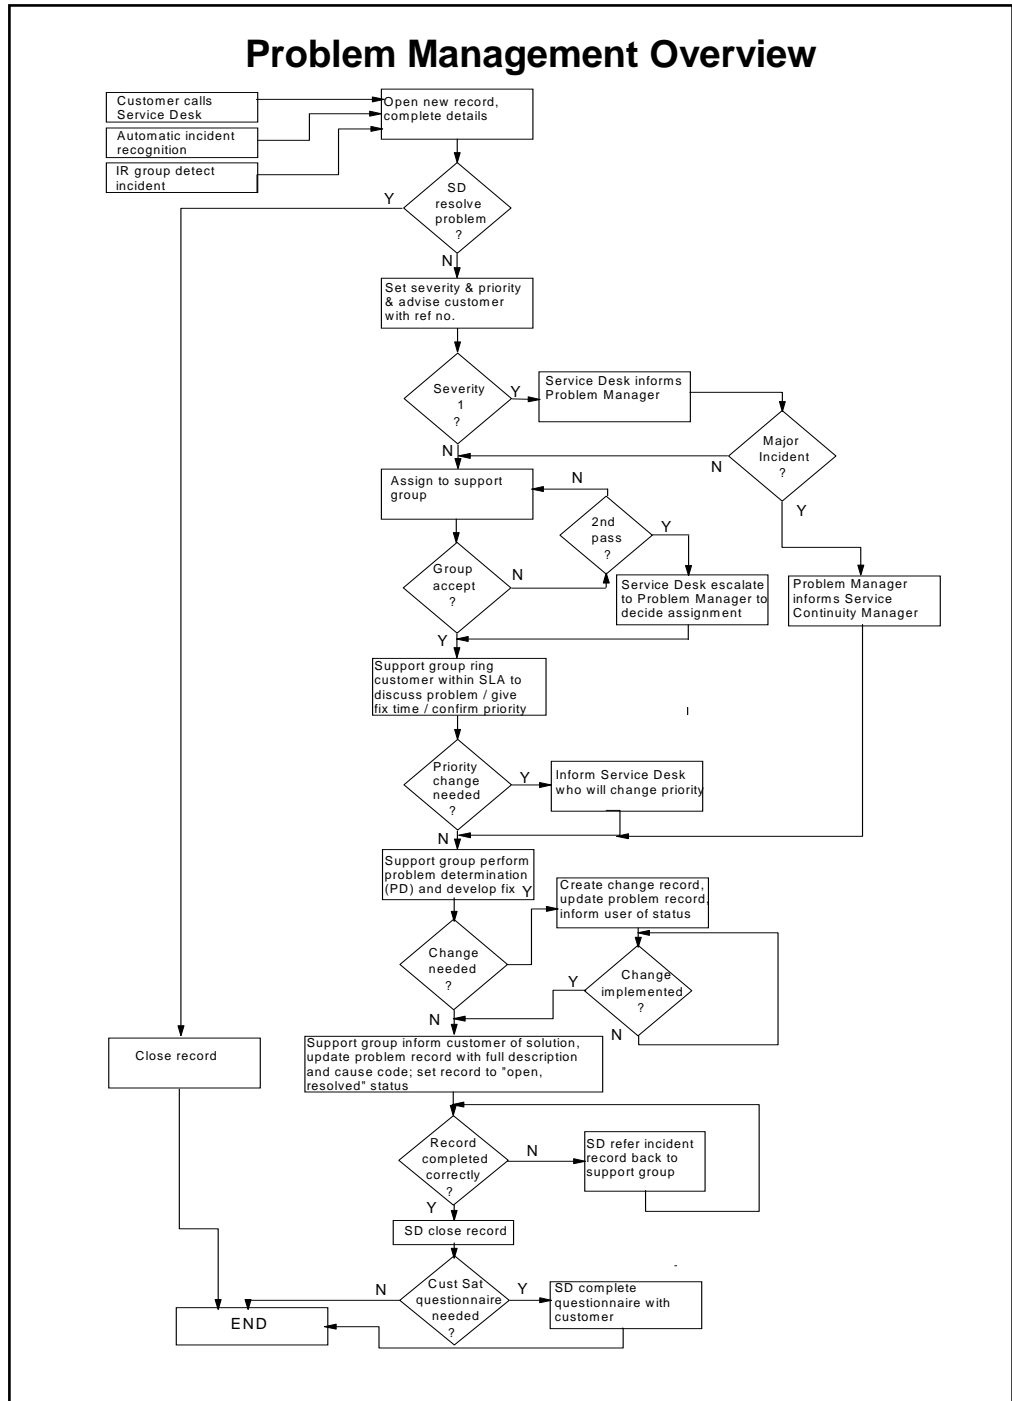 Problem Management Overview
Customer calls
Service Desk
Open new record,
complete details
Automatic incident
recognition
IR group detect
incident
SD
resolve
problem
?
Y
N
Set severity & priority
& advise customer
with ref no.
Severity
1
?
Y
Service Desk informs
Problem Manager
N
Major
Incident
?
N
Y
Assign to support
group
N
2nd
pass
?
Y
Group
accept
?
N
Service Desk escalate
to Problem Manager to
decide assignment
Problem Manager
informs Service
Continuity Manager
Y
Support group ring
customer within SLA to
discuss problem / give
fix time / confirm priority
Priority
change
needed
?
Y
Inform Service Desk
who will change priority
N
Support group perform
problem determination
(PD) and develop fix
Y
Create change record,
update problem record,
inform user of status
Change
needed
?
Y
Change
implemented
?
N
N
Support group inform customer of solution,
update problem record with full description
and cause code; set record to "open,
resolved" status
Close record
Record
completed
correctly
?
N
SD refer incident
record back to
support group
Y
SD close record
N
Cust Sat
questionnaire
needed
?
Y
SD complete
questionnaire with
customer
END